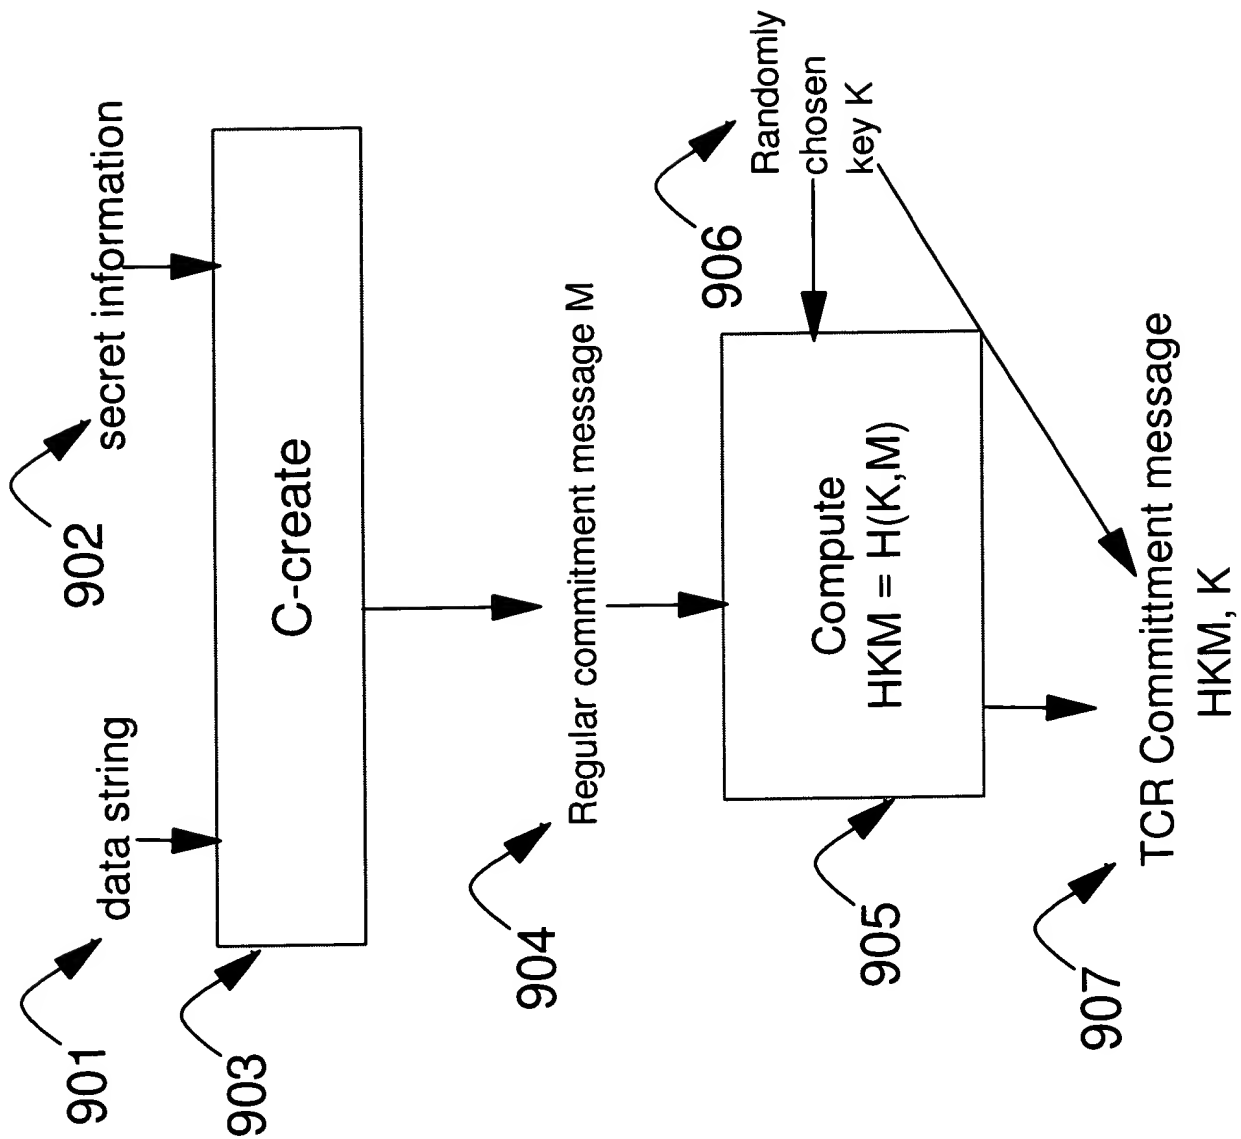 901
data string
902
secret information
903
C-create
904
Regular commitment message M
906
Randomly
chosen
key K
905
Compute
HKM = H(K,M)
907
TCR Committment message
HKM, K